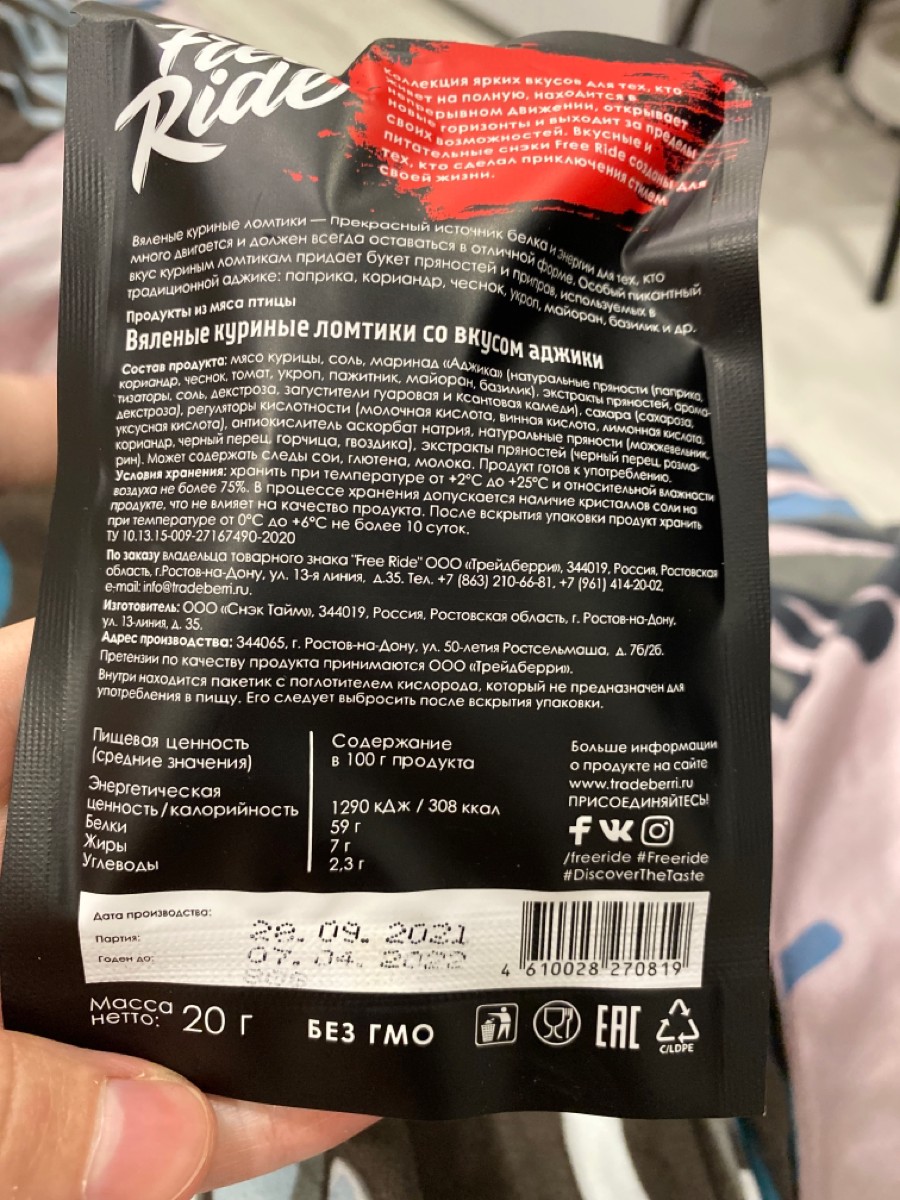 Free
Ride
Коллекция ярких вкусов для тех, кто
живет на полную, находится в
непрерывном движении, открывает
новые горизонты и выходит за пределы
своих возможностей. Вкусные и
питательные снэки Free Ride созданы для
тех, кто сделал приключения стилем
своей жизни.
Вяленые куриные ломтики — прекрасный источник белка и энергии для тех, кто
много двигается и должен всегда оставаться в отличной форме. Особый пикантный
вкус куриным ломтикам придает букет пряностей и приправ, используемых в
традиционной аджике: паприка, кориандр, чеснок, укроп, майоран, базилик и др.
Продукты из мяса птицы
Вяленые куриные ломтики со вкусом аджики
Состав продукта: мясо курицы, соль, маринад «Аджика» (натуральные пряности (паприка,
кориандр, чеснок, томат, укроп, пажитник, майоран, базилик), экстракты пряностей, арома-
тизаторы, соль, декстроза, загустители гуаровая и ксантовая камеди), сахара (сахароза,
декстроза), регуляторы кислотности (молочная кислота, винная кислота, лимонная кислота,
уксусная кислота), антиокислитель аскорбат натрия, натуральные пряности (можжевельник,
кориандр, черный перец, горчица, гвоздика), экстракты пряностей (черный перец, розма-
рин). Может содержать следы сои, глютена, молока. Продукт готов к употреблению.
Условия хранения: хранить при температуре от +2°С до +25°С и относительной влажности
воздуха не более 75%. В процессе хранения допускается наличие кристаллов соли на
продукте, что не влияет на качество продукта. После вскрытия упаковки продукт хранить
при температуре от 0°С до +6°С не более 10 суток.
ТУ 10.13.15-009-27167490-2020
По заказу владельца товарного знака "Free Ride" ООО «Трейдберри», 344019, Россия, Ростовская
область, г.Ростов-на-Дону, ул. 13-я линия, д.35. Тел. +7 (863) 210-66-81, +7 (961) 414-20-02,
e-mail: info@tradeberri.ru.
Изготовитель: ООО «Снэк Тайм», 344019, Россия, Ростовская область, г. Ростов-на-Дону,
ул. 13-линия, д. 35.
Адрес производства: 344065, г. Ростов-на-Дону, ул. 50-летия Ростсельмаша, д. 7б/2б.
Претензии по качеству продукта принимаются ООО «Трейдберри».
Внутри находится пакетик с поглотителем кислорода, который не предназначен для
употребления в пищу. Его следует выбросить после вскрытия упаковки.
Пищевая ценность
(средние значения)
Содержание
в 100 г продукта
Энергетическая
ценность/калорийность 1290 кДж / 308 ккал
Белки 59 г
Жиры 7 г
Углеводы 2,3 г
Больше информации
о продукте на сайте
www.tradeberri.ru
ПРИСОЕДИНЯЙТЕСЬ!
/freeride #Freeride
#DiscoverTheTaste
Дата производства:
Партия:
Годен до:
28. 09. 2021
07. 04. 2022
4 610028 270819
Масса
нетто: 20 г
БЕЗ ГМО
EAC
C/LDPE